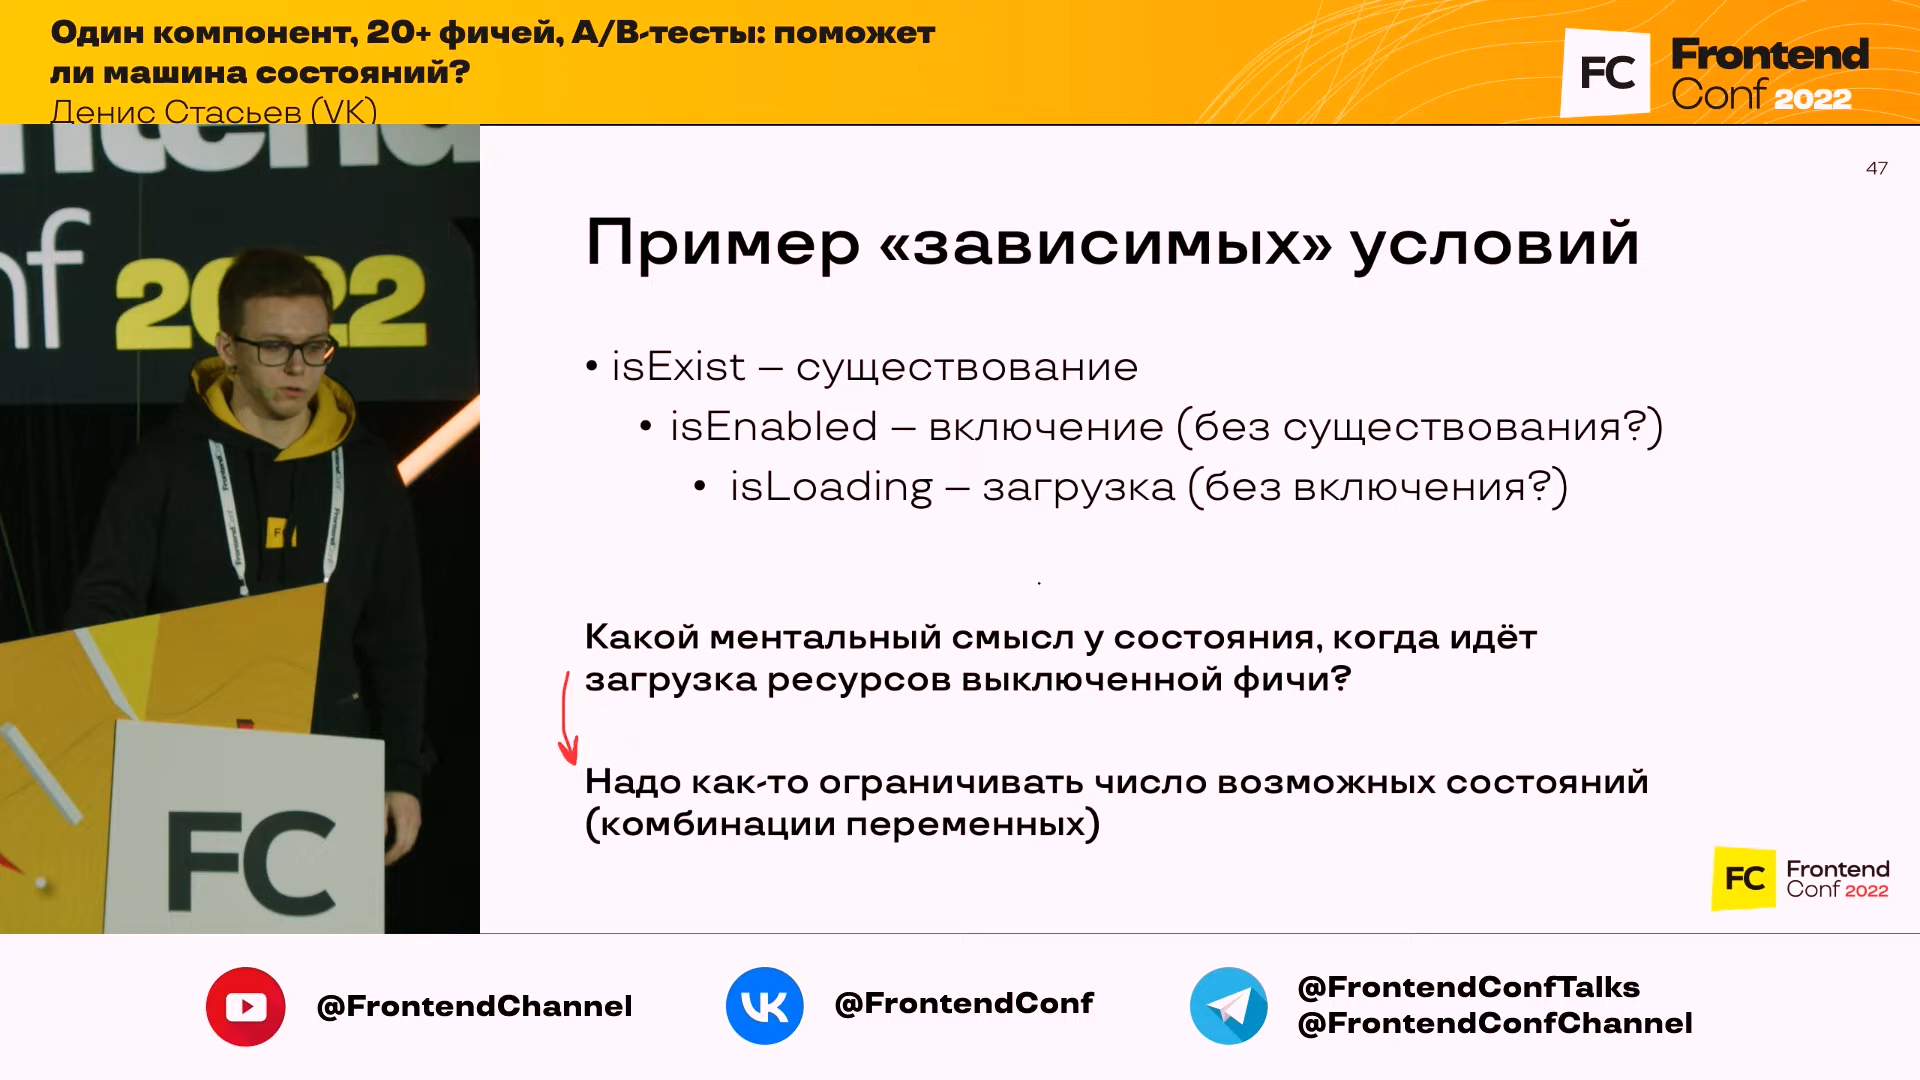 Один компонент, 20+ фичей, A/B-тесты: поможет
ли машина состояний?
Денис Стасьев (VK)
FC
Frontend
Conf 2022
ntend
nf 2022
FrontendConf
FC
47
Пример «зависимых» условий
• isExist – существование
• isEnabled – включение (без существования?)
• isLoading – загрузка (без включения?)
Какой ментальный смысл у состояния, когда идёт
загрузка ресурсов выключенной фичи?
Надо как-то ограничивать число возможных состояний
(комбинации переменных)
FC
Frontend
Conf 2022
@FrontendChannel
@FrontendConf
@FrontendConfTalks
@FrontendConfChannel